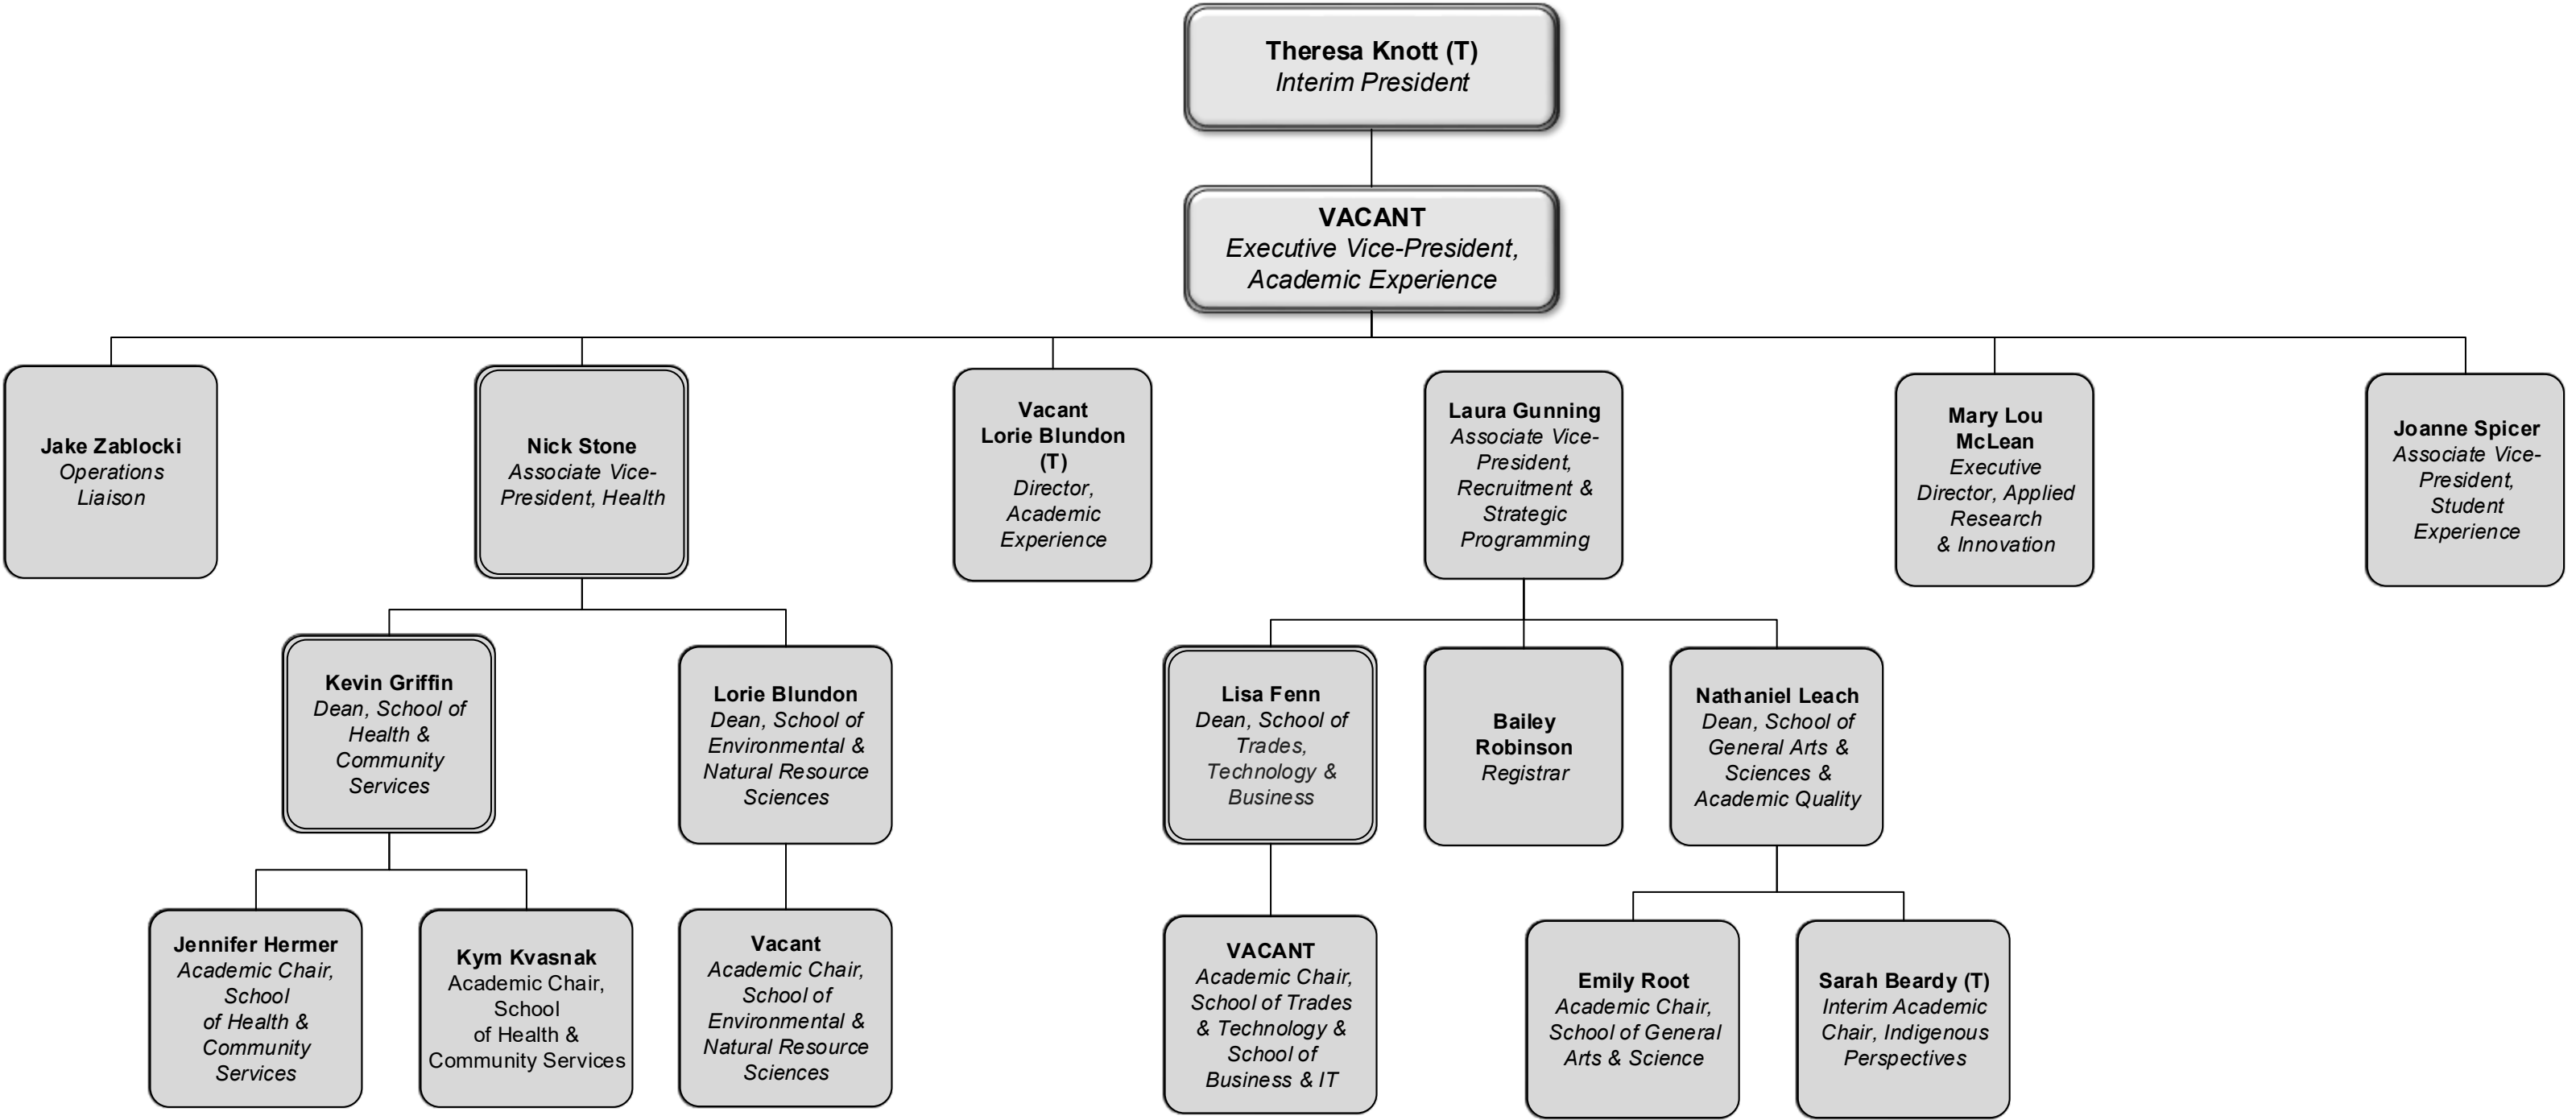 Theresa Knott (T)
Interim President
VACANT
Executive Vice-President,
Academic Experience
Jake Zablocki
Operations
Liaison
Nick Stone
Associate Vice-
President, Health
Vacant
Lorie Blundon
(T)
Director,
Academic
Experience
Laura Gunning
Associate Vice-
President,
Recruitment &
Strategic
Programming
Mary Lou
McLean
Executive
Director, Applied
Research
& Innovation
Joanne Spicer
Associate Vice-
President,
Student
Experience
Kevin Griffin
Dean, School of
Health &
Community
Services
Lorie Blundon
Dean, School of
Environmental &
Natural Resource
Sciences
Lisa Fenn
Dean, School of
Trades,
Technology &
Business
Bailey
Robinson
Registrar
Nathaniel Leach
Dean, School of
General Arts &
Sciences &
Academic Quality
Jennifer Hermer
Academic Chair,
School
of Health &
Community
Services
Kym Kvasnak
Academic Chair,
School
of Health &
Community Services
Vacant
Academic Chair,
School of
Environmental &
Natural Resource
Sciences
VACANT
Academic Chair,
School of Trades
& Technology &
School of
Business & IT
Emily Root
Academic Chair,
School of General
Arts & Science
Sarah Beardy (T)
Interim Academic
Chair, Indigenous
Perspectives